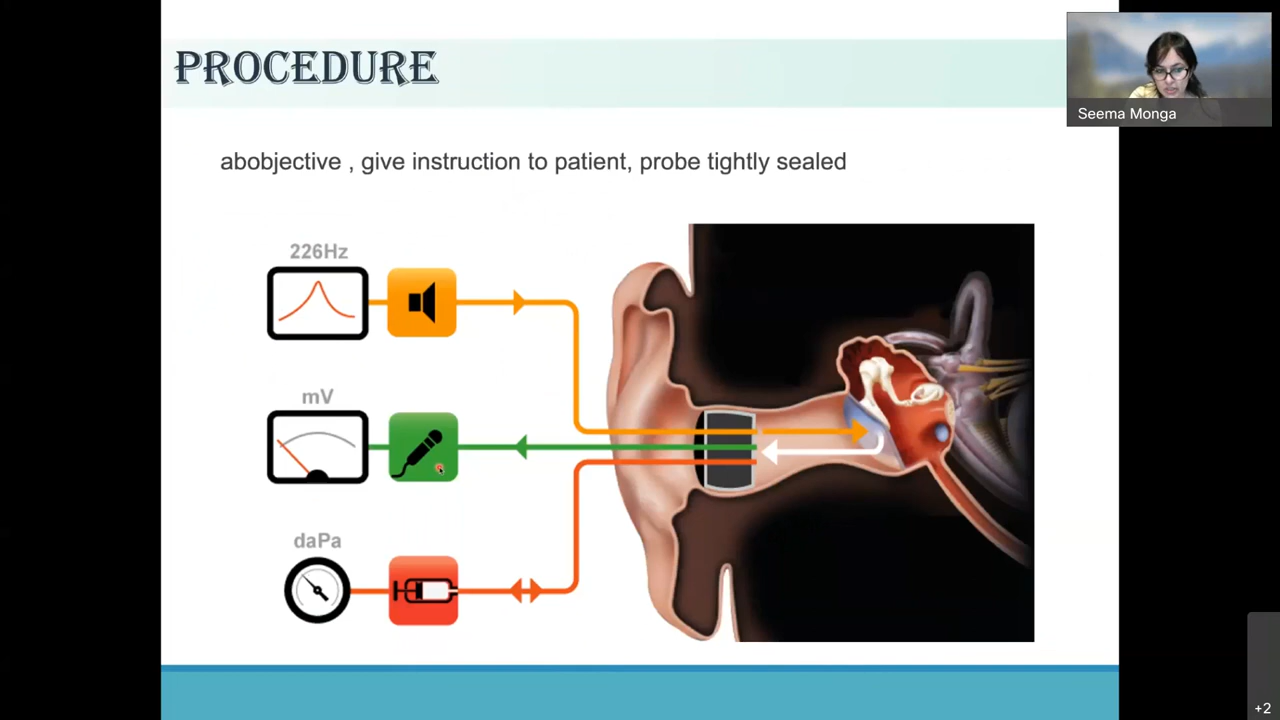 PROCEDURE
Seema Monga
abobjective , give instruction to patient, probe tightly sealed
226Hz
mV
daPa
+2